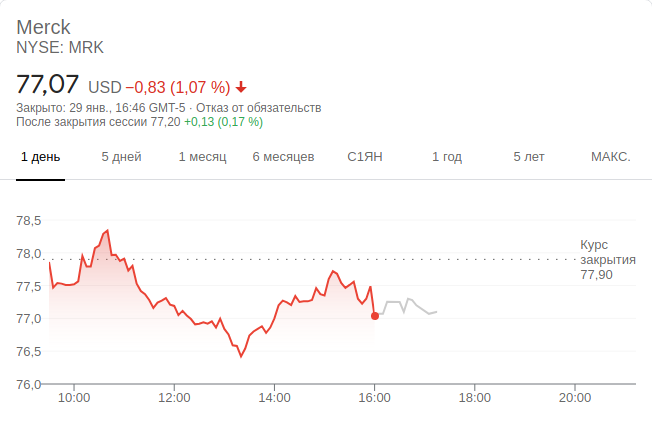 Merck
NYSE: MRK
77,07 USD −0,83 (1,07 %)
Закрыто: 29 янв., 16:46 GMT-5 · Отказ от обязательств
После закрытия сессии 77,20 +0,13 (0,17 %)
1 день 5 дней 1 месяц 6 месяцев С1ЯН 1 год 5 лет МАКС.
78,5
78,0
77,5
77,0
76,5
76,0
Курс
закрытия
77,90
10:00 12:00 14:00 16:00 18:00 20:00